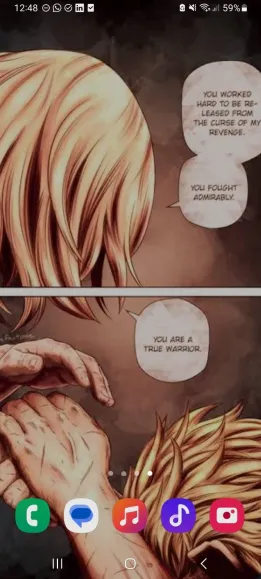 12:48
59%
YOU WORKED
HARD TO BE RE-
LEASED FROM
THE CURSE OF MY
REVENGE.
YOU FOUGHT
ADMIRABLY.
YOU ARE A
TRUE WARRIOR.